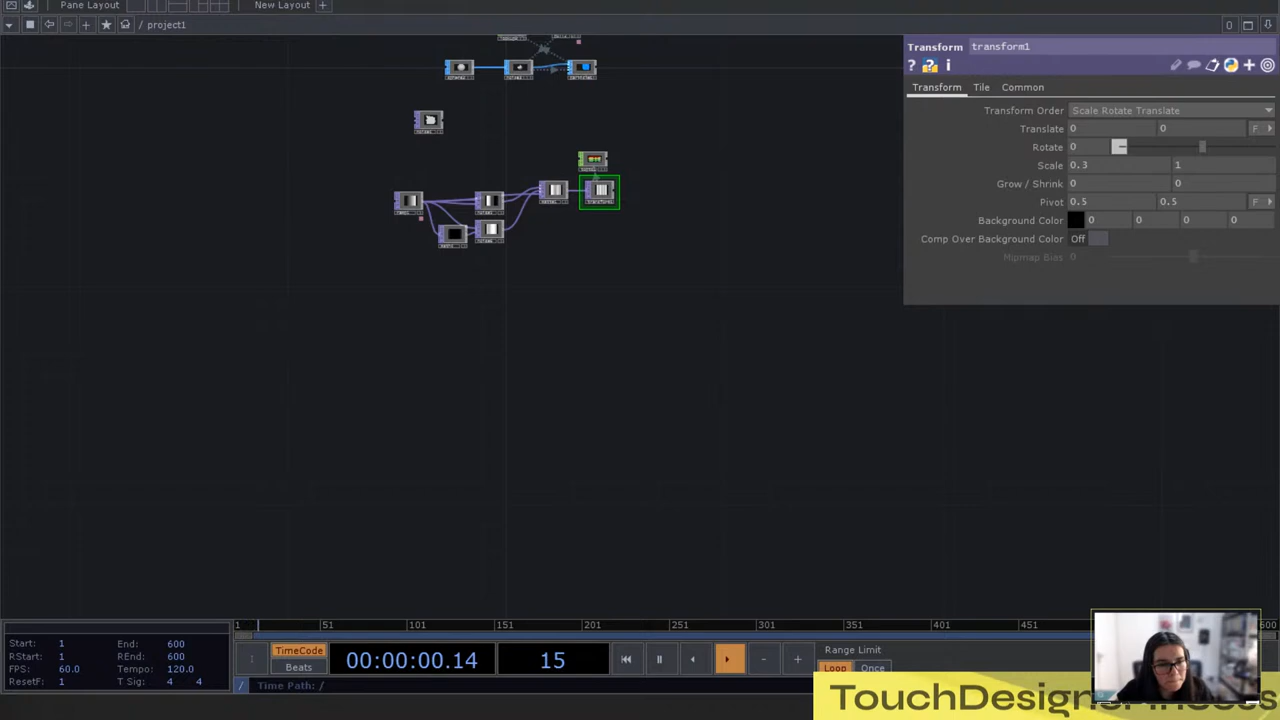 Pane Layout New Layout +
/ project1 0
Transform transform1
? ? i
Transform Tile Common
Transform Order Scale Rotate Translate
Translate 0 0 F
Rotate 0
Scale 0.3 1
Grow / Shrink 0 0
Pivot 0.5 0.5 F
Background Color 0 0 0 0
Comp Over Background Color Off
Mipmap Bias 0
1 51 101 151 201 251 301 351 401 451 600
Start: 1 End: 600
RStart: 1 REnd: 600
FPS: 60.0 Tempo: 120.0
ResetF: 1 T Sig: 4 4
TimeCode
Beats
00:00:00.14 15
Range Limit
Loop Once
/ Time Path: /